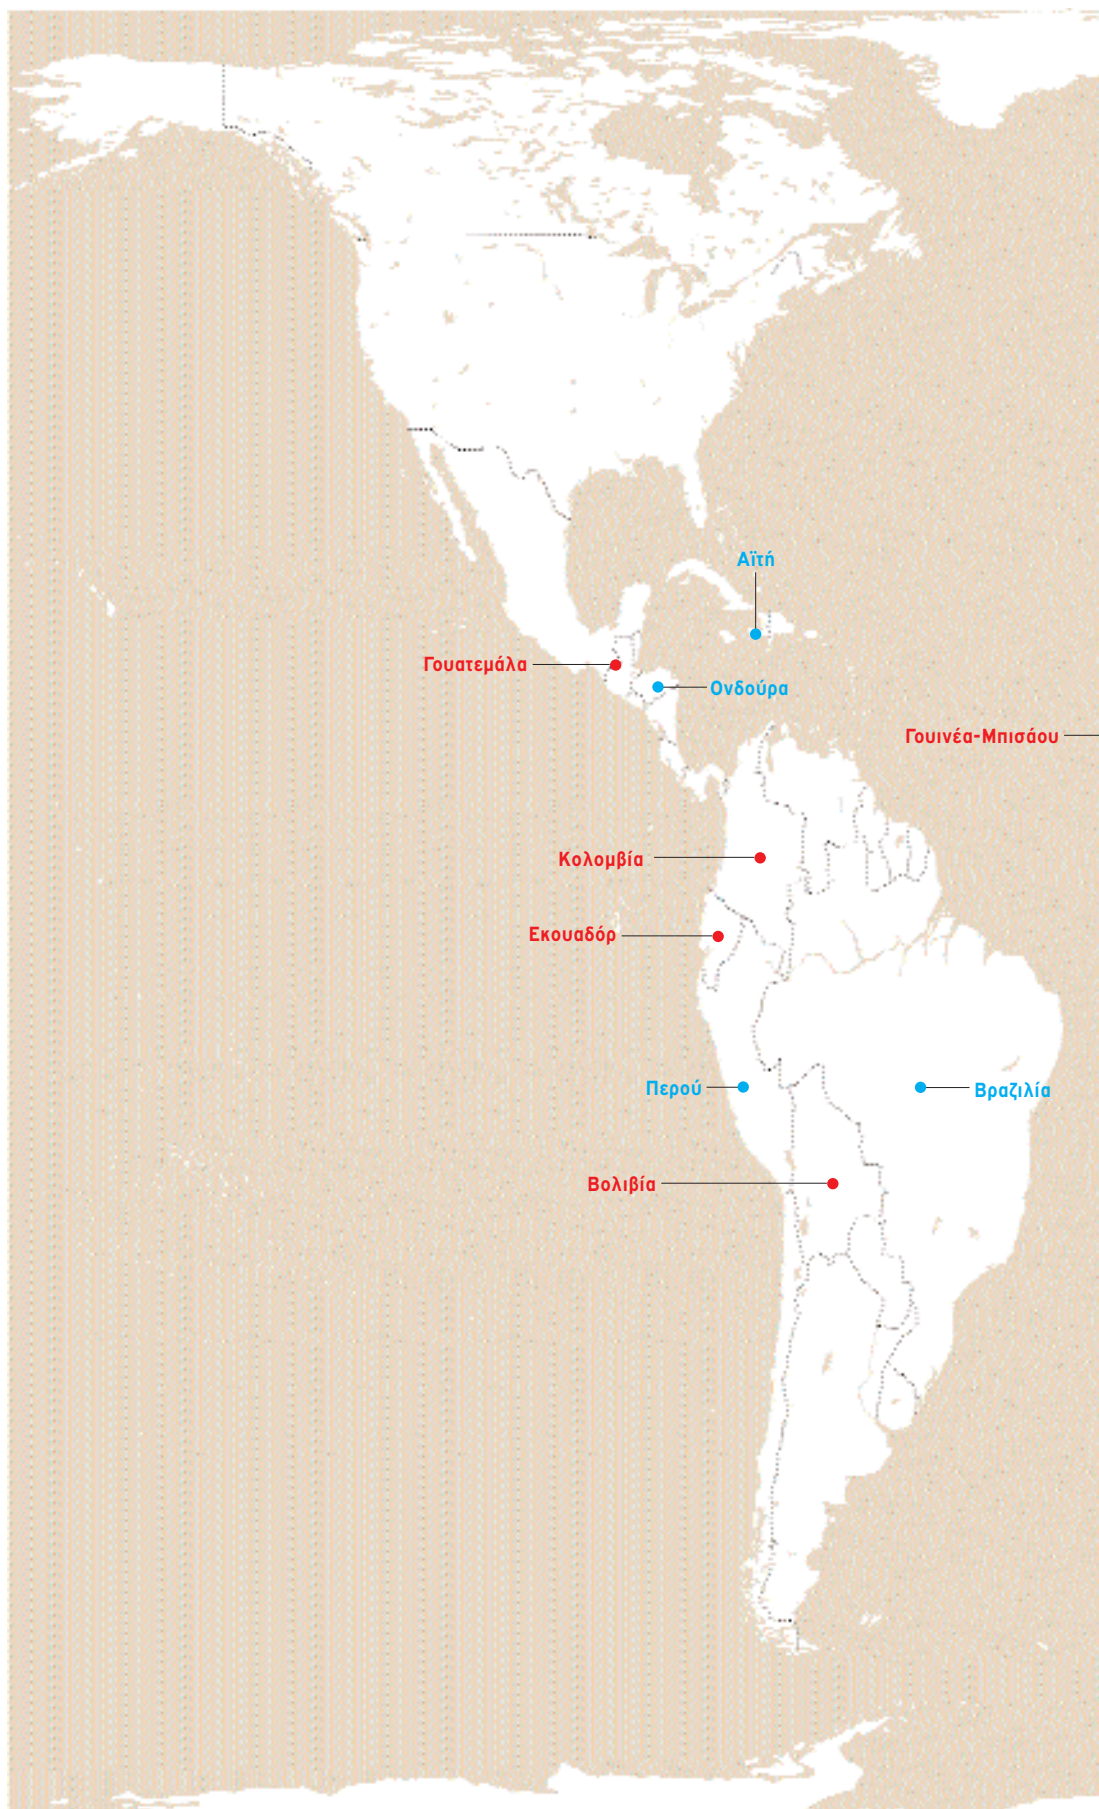 Αϊτή
Γουατεμάλα
Ονδούρα
Γουινέα-Μπισάου
Κολομβία
Εκουαδόρ
Περού
Βραζιλία
Βολιβία